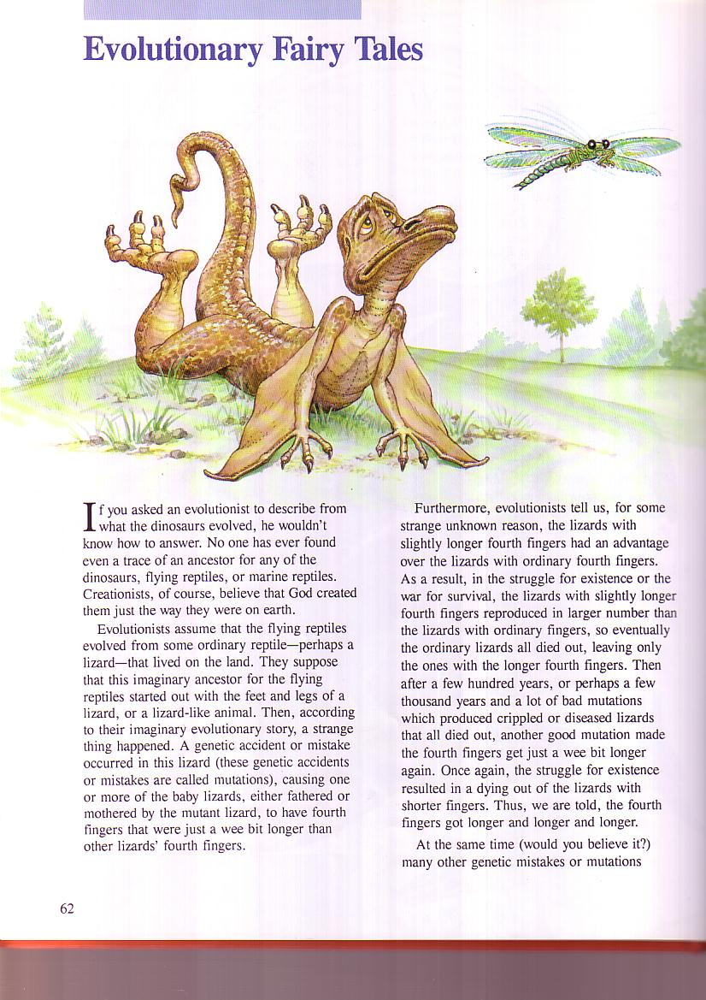 Evolutionary Fairy Tales
If you asked an evolutionist to describe from
what the dinosaurs evolved, he wouldn't
know how to answer. No one has ever found
even a trace of an ancestor for any of the
dinosaurs, flying reptiles, or marine reptiles.
Creationists, of course, believe that God created
them just the way they were on earth.
Evolutionists assume that the flying reptiles
evolved from some ordinary reptile—perhaps a
lizard—that lived on the land. They suppose
that this imaginary ancestor for the flying
reptiles started out with the feet and legs of a
lizard, or a lizard-like animal. Then, according
to their imaginary evolutionary story, a strange
thing happened. A genetic accident or mistake
occurred in this lizard (these genetic accidents
or mistakes are called mutations), causing one
or more of the baby lizards, either fathered or
mothered by the mutant lizard, to have fourth
fingers that were just a wee bit longer than
other lizards' fourth fingers.
Furthermore, evolutionists tell us, for some
strange unknown reason, the lizards with
slightly longer fourth fingers had an advantage
over the lizards with ordinary fourth fingers.
As a result, in the struggle for existence or the
war for survival, the lizards with slightly longer
fourth fingers reproduced in larger number than
the lizards with ordinary fingers, so eventually
the ordinary lizards all died out, leaving only
the ones with the longer fourth fingers. Then
after a few hundred years, or perhaps a few
thousand years and a lot of bad mutations
which produced crippled or diseased lizards
that all died out, another good mutation made
the fourth fingers get just a wee bit longer
again. Once again, the struggle for existence
resulted in a dying out of the lizards with
shorter fingers. Thus, we are told, the fourth
fingers got longer and longer and longer.
At the same time (would you believe it?)
many other genetic mistakes or mutations
62